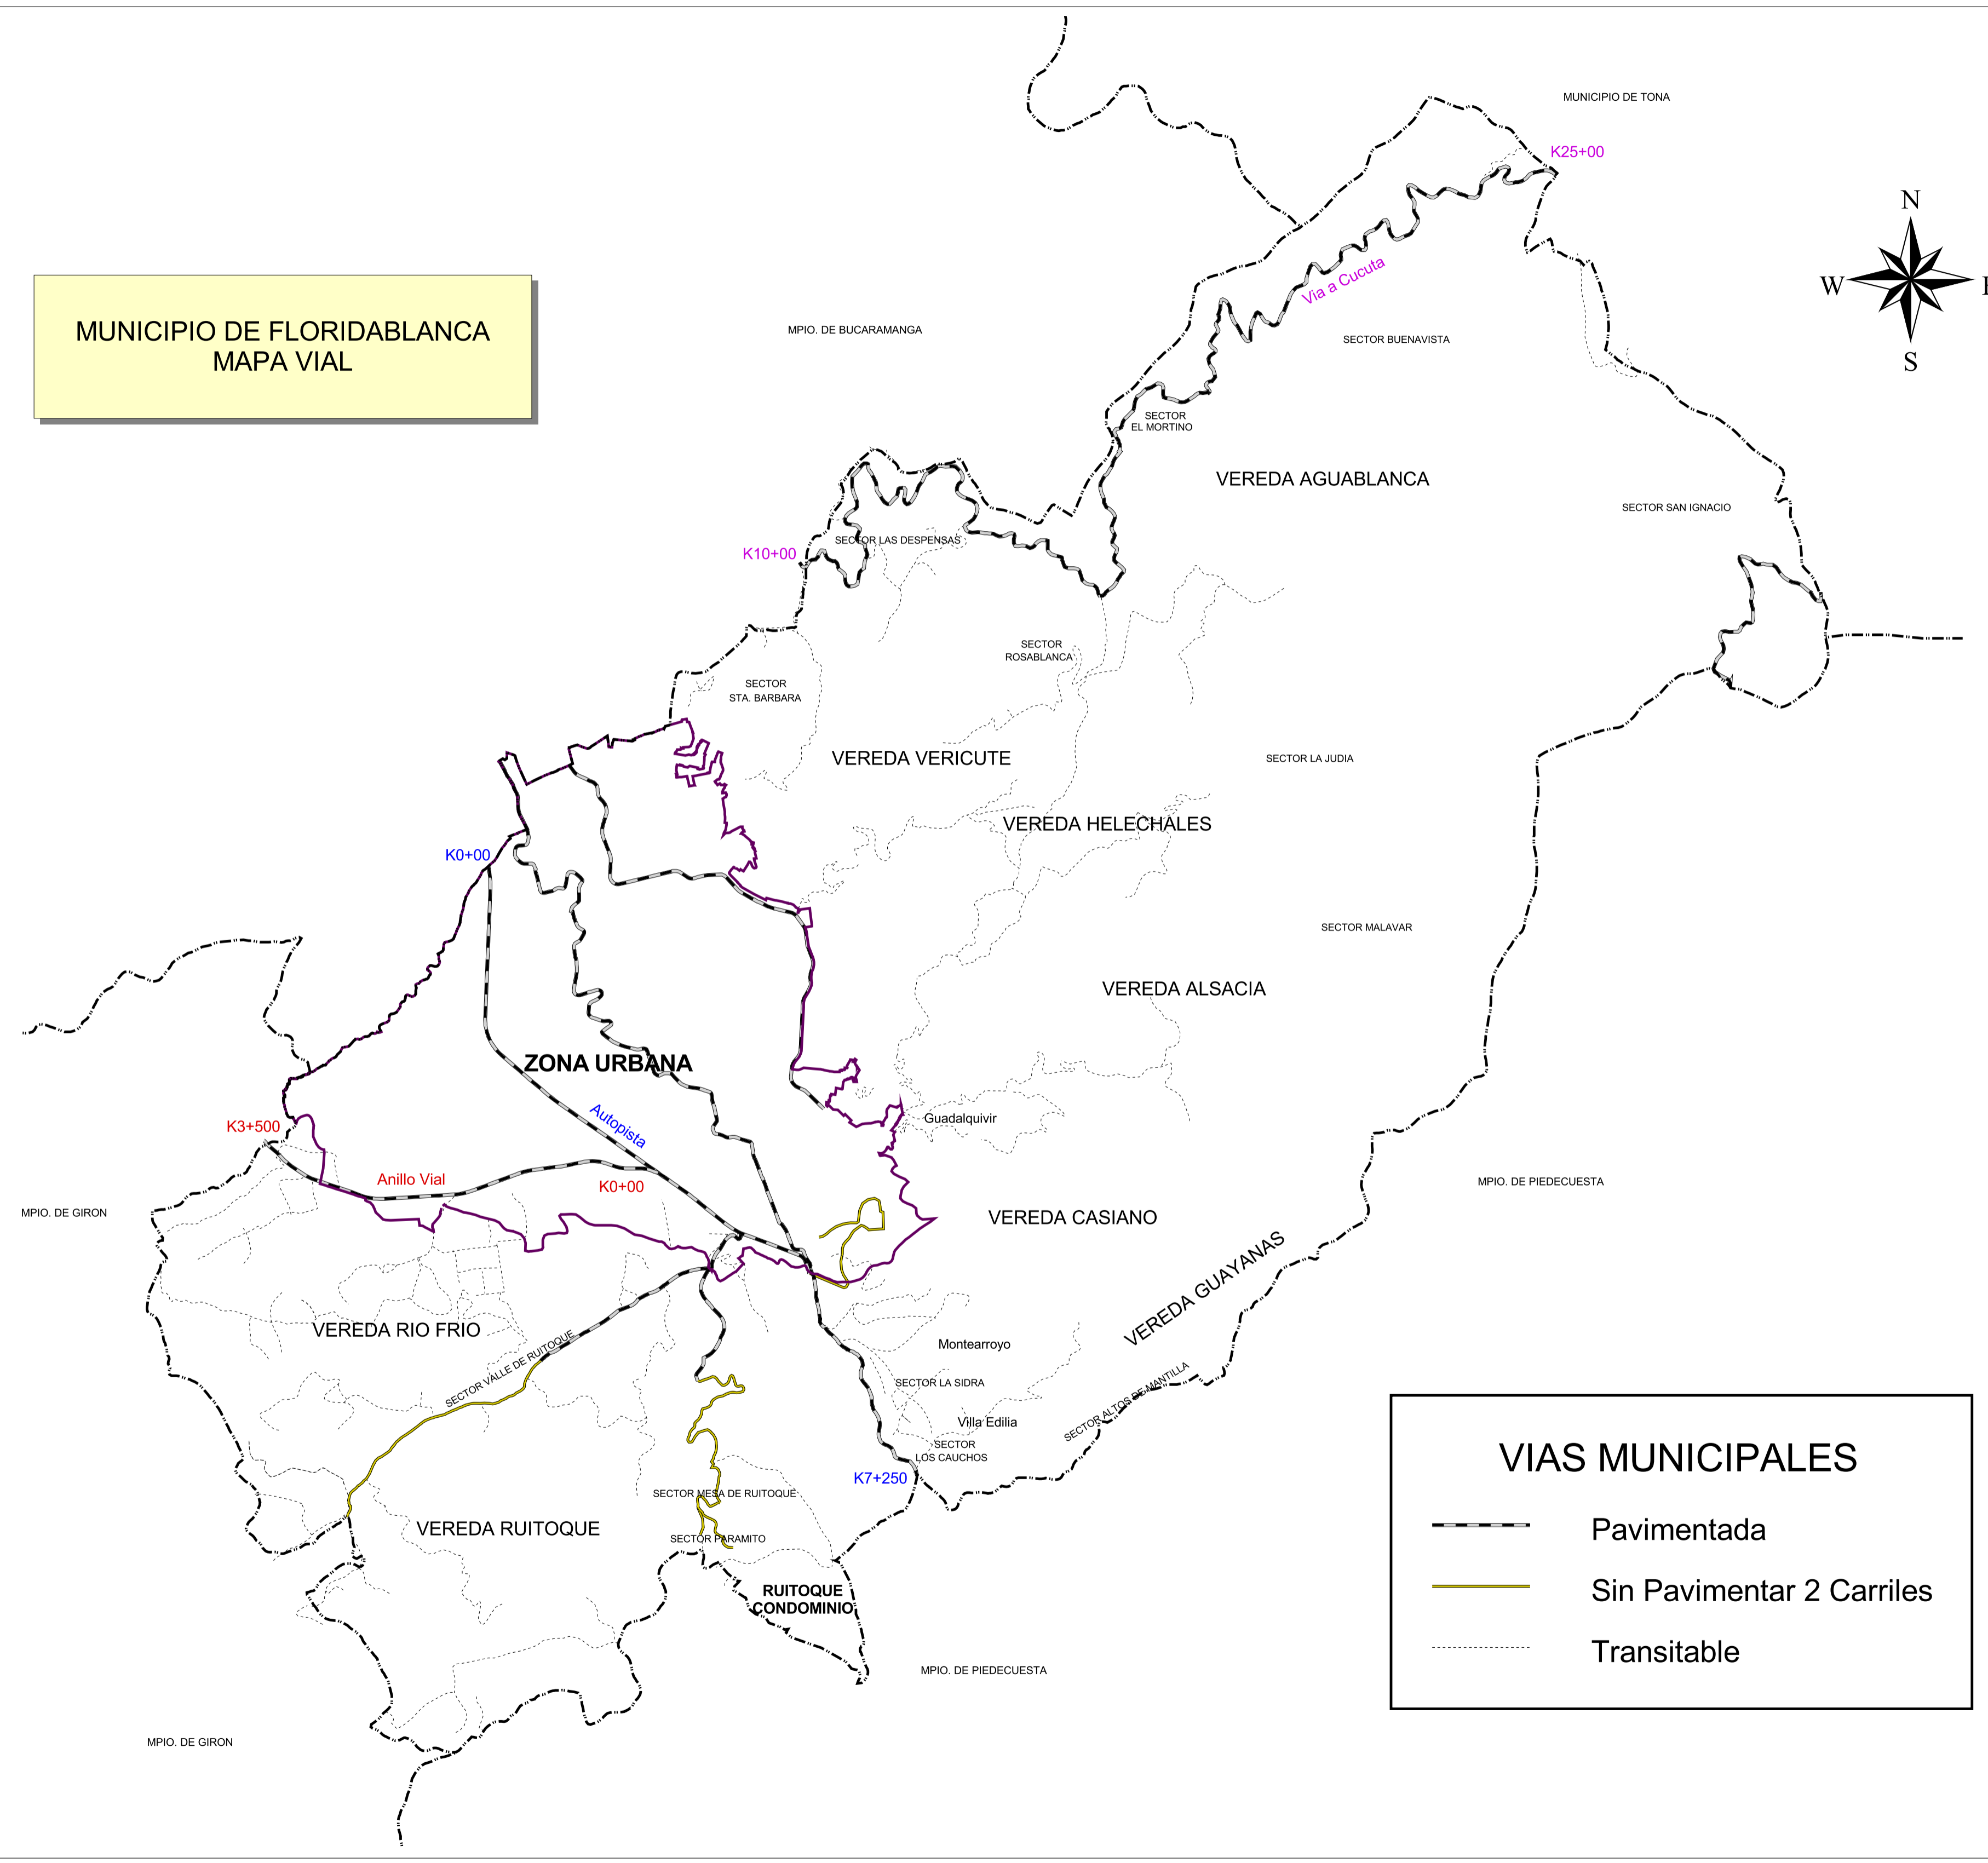 MUNICIPIO DE TONA
K25+00
N
W
S
MUNICIPIO DE FLORIDABLANCA
MAPA VIAL
Via a Cucuta
MPIO. DE BUCARAMANGA
SECTOR BUENAVISTA
SECTOR
EL MORTINO
VEREDA AGUABLANCA
SECTOR SAN IGNACIO
K10+00
SECTOR LAS DESPENSAS
SECTOR
ROSABLANCA
SECTOR
STA. BARBARA
VEREDA VERICUTE
SECTOR LA JUDIA
VEREDA HELECHALES
K0+00
SECTOR MALAVAR
VEREDA ALSACIA
ZONA URBANA
Autopista
Guadalquivir
K3+500
Anillo Vial
K0+00
MPIO. DE PIEDECUESTA
MPIO. DE GIRON
VEREDA CASIANO
VEREDA GUAYANAS
VEREDA RIO FRIO
Montearroyo
SECTOR VALLE DE RUITOQUE
SECTOR LA SIDRA
SECTOR ALTOS DE MANTILLA
Villa Edilia
SECTOR
LOS CAUCHOS
K7+250
SECTOR MESA DE RUITOQUE
VEREDA RUITOQUE
SECTOR PARAMITO
RUITOQUE
CONDOMINIO
MPIO. DE PIEDECUESTA
MPIO. DE GIRON
VIAS MUNICIPALES
Pavimentada
Sin Pavimentar 2 Carriles
Transitable